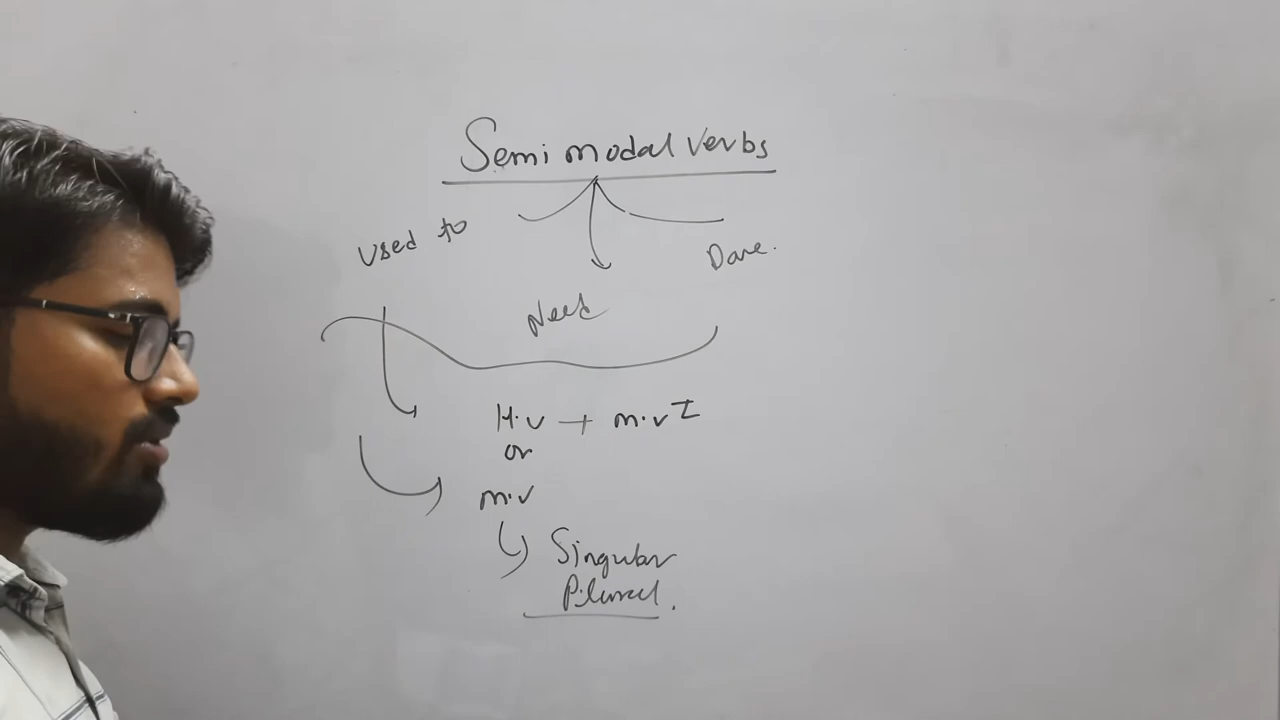 Semi modal verbs
Used to
Need
Dare.
H.v + m.v I
or
m.v
Singular
Plural.